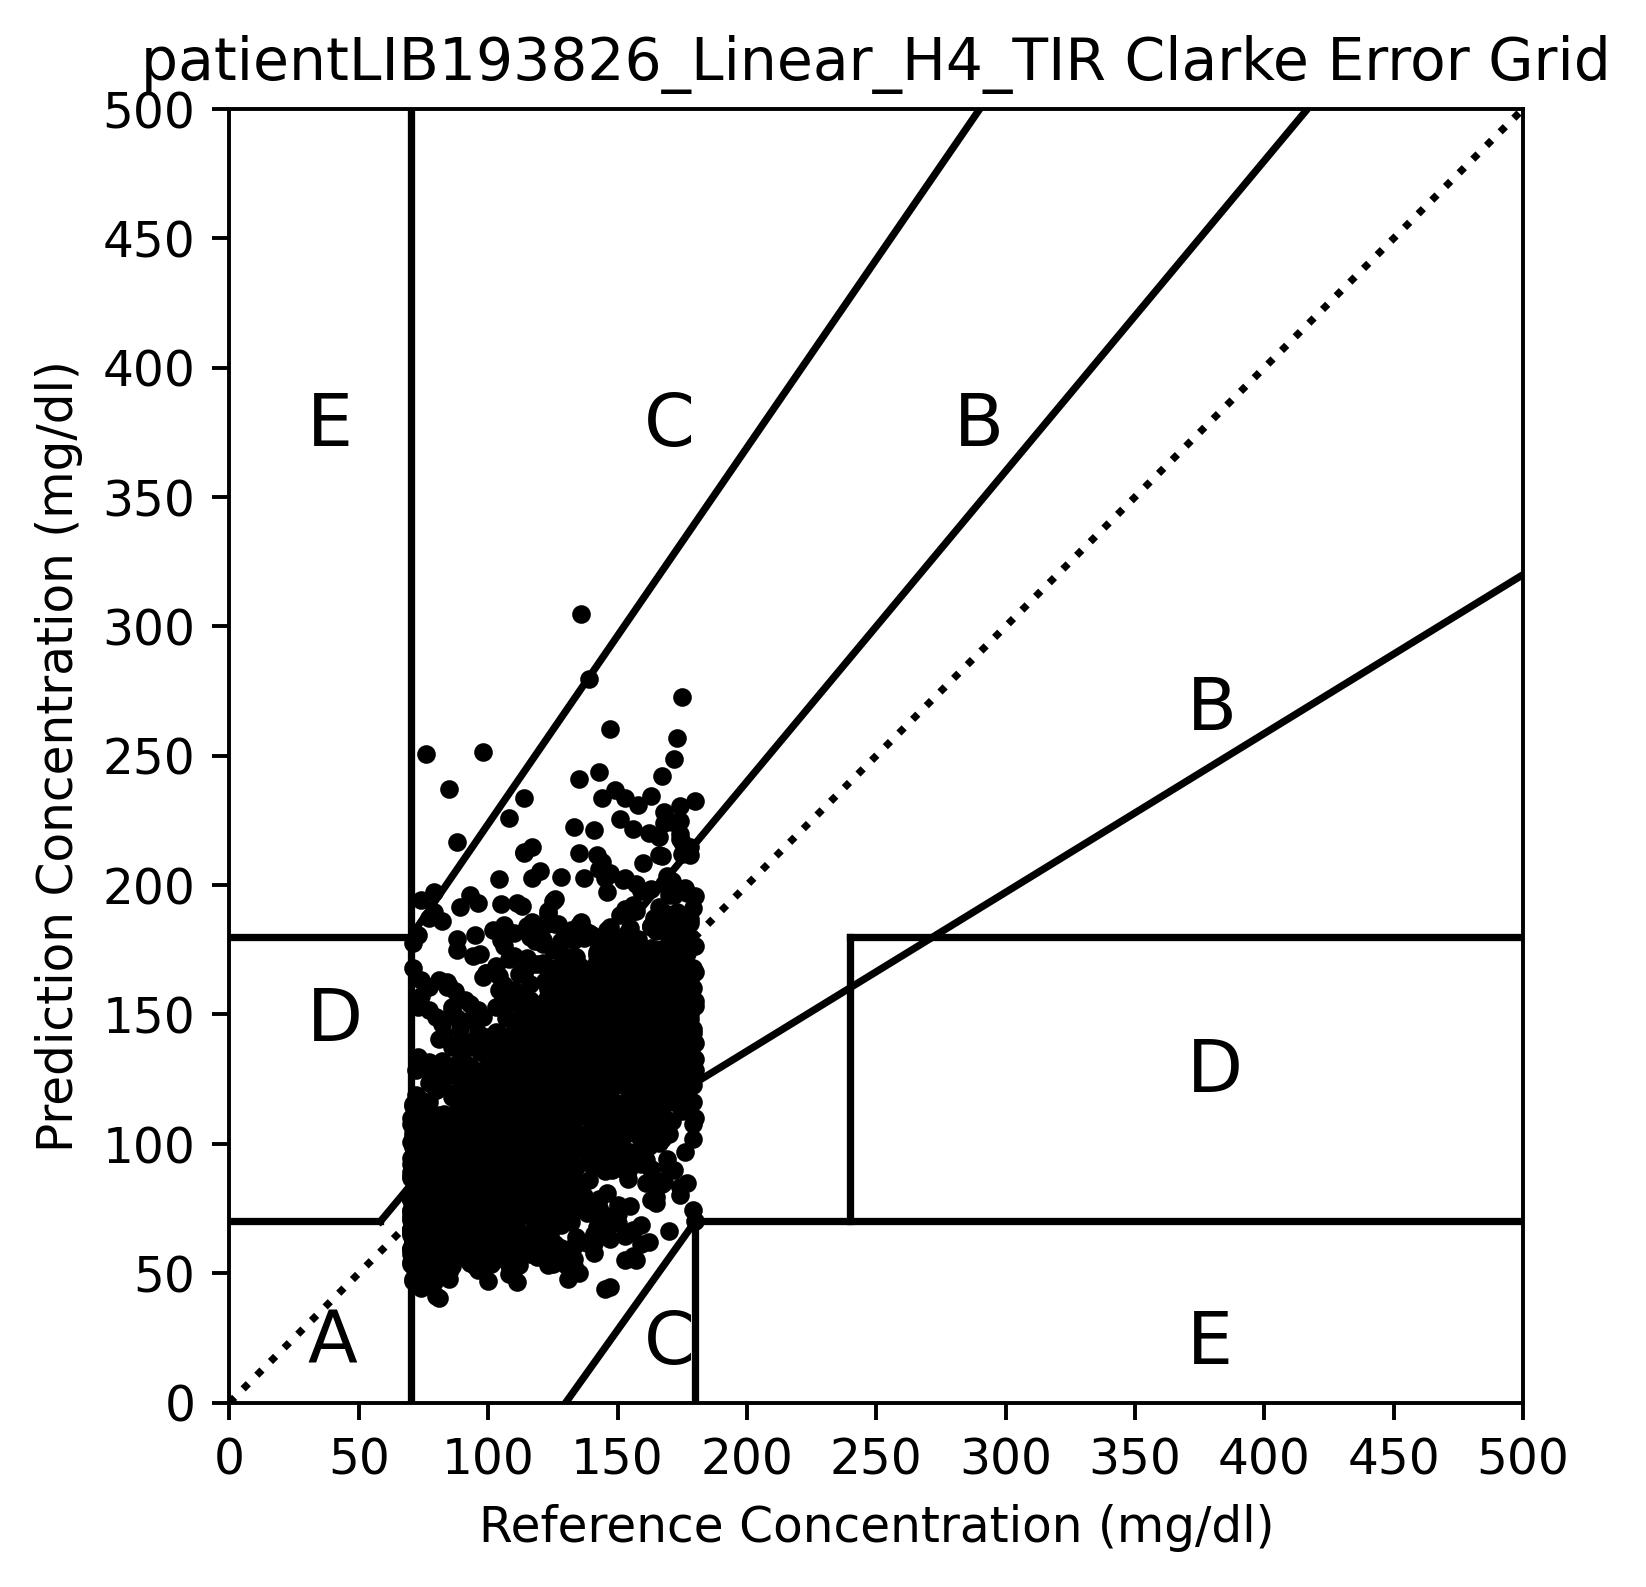 patientLIB193826_Linear_H4_TIR Clarke Error Grid
500
450
400
350
300
250
200
150
100
50
0
Prediction Concentration (mg/dl)
E
C
B
B
D
D
A
C
E
0
50
100
150
200
250
300
350
400
450
500
Reference Concentration (mg/dl)